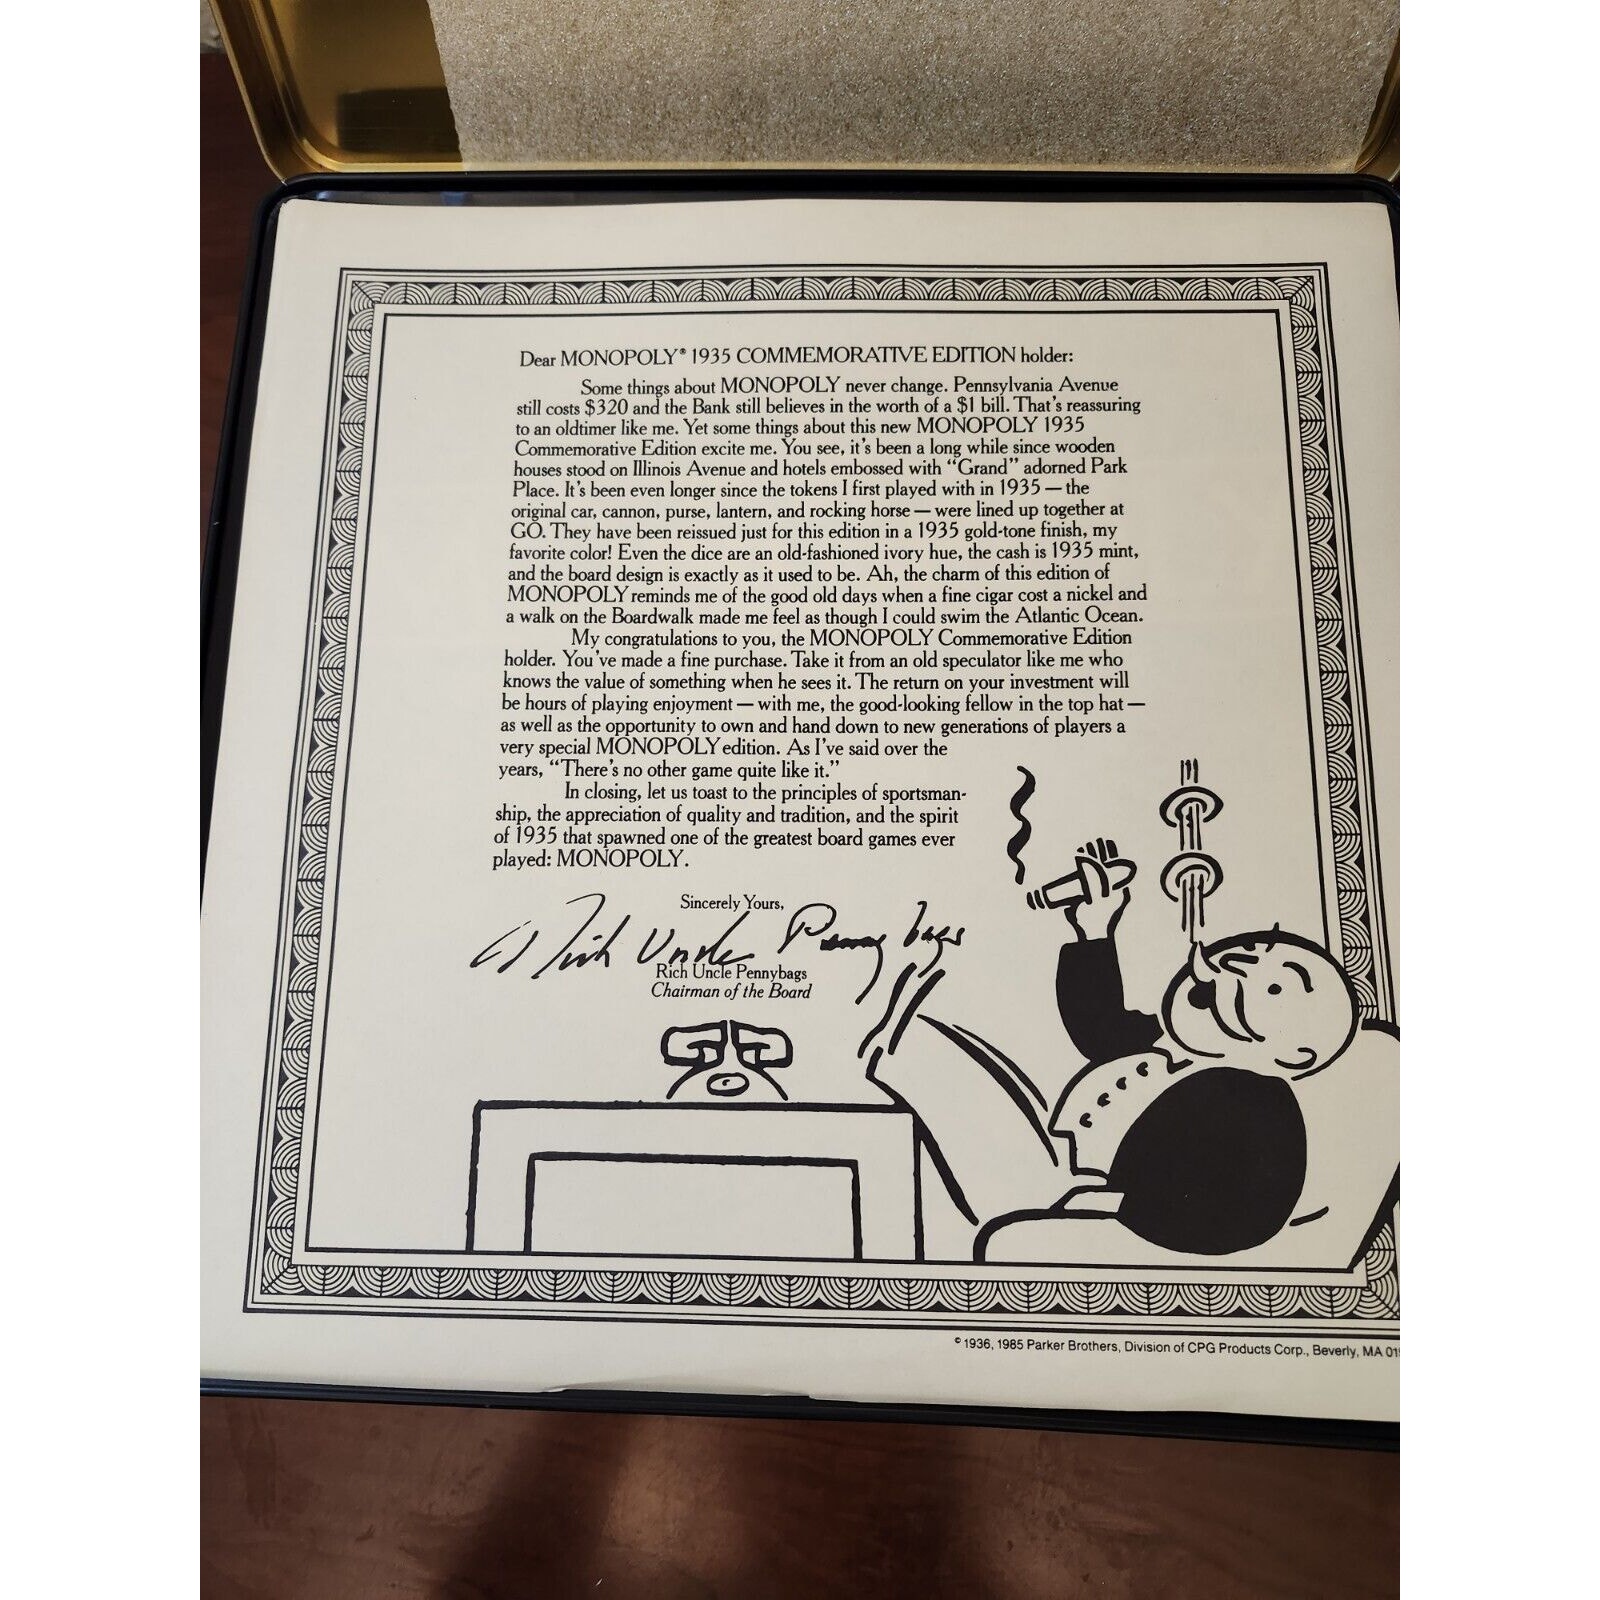 Dear MONOPOLY® 1935 COMMEMORATIVE EDITION holder:
Some things about MONOPOLY never change. Pennsylvania Avenue
still costs $320 and the Bank still believes in the worth of a $1 bill. That's reassuring
to an oldtimer like me. Yet some things about this new MONOPOLY 1935
Commemorative Edition excite me. You see, it's been a long while since wooden
houses stood on Illinois Avenue and hotels embossed with “Grand” adorned Park
Place. It's been even longer since the tokens I first played with in 1935 — the
original car, cannon, purse, lantern, and rocking horse — were lined up together at
GO. They have been reissued just for this edition in a 1935 gold-tone finish, my
favorite color! Even the dice are an old-fashioned ivory hue, the cash is 1935 mint,
and the board design is exactly as it used to be. Ah, the charm of this edition of
MONOPOLY reminds me of the good old days when a fine cigar cost a nickel and
a walk on the Boardwalk made me feel as though I could swim the Atlantic Ocean.
My congratulations to you, the MONOPOLY Commemorative Edition
holder. You've made a fine purchase. Take it from an old speculator like me who
knows the value of something when he sees it. The return on your investment will
be hours of playing enjoyment — with me, the good-looking fellow in the top hat —
as well as the opportunity to own and hand down to new generations of players a
very special MONOPOLY edition. As I've said over the
years, “There's no other game quite like it.”
In closing, let us toast to the principles of sportsman-
ship, the appreciation of quality and tradition, and the spirit
of 1935 that spawned one of the greatest board games ever
played: MONOPOLY.
Sincerely Yours,
Rich Uncle Pennybags
Rich Uncle Pennybags
Chairman of the Board
© 1936, 1985 Parker Brothers, Division of CPG Products Corp., Beverly, MA